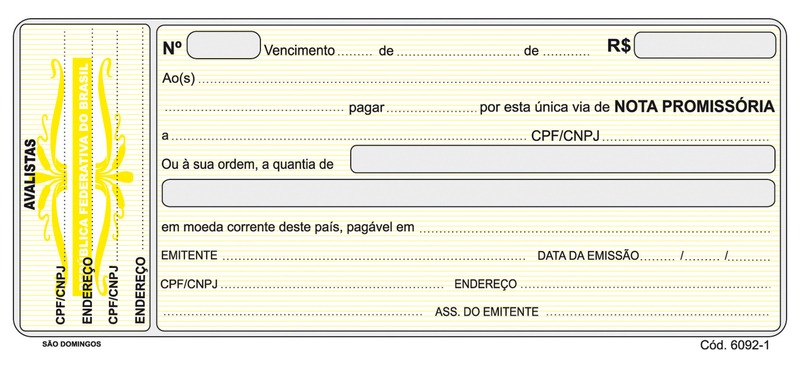 AVALISTAS
REPÚBLICA FEDERATIVA DO BRASIL
CPF/CNPJ
ENDEREÇO
CPF/CNPJ
ENDEREÇO
Nº Vencimento ........ de ................................ de ........... R$
Ao(s)
pagar ........................ por esta única via de NOTA PROMISSÓRIA
a ........................ CPF/CNPJ
Ou à sua ordem, a quantia de
em moeda corrente deste país, pagável em
EMITENTE ........................ DATA DA EMISSÃO ........ / ........ / ..........
CPF/CNPJ ........................ ENDEREÇO
ASS. DO EMITENTE
SÃO DOMINGOS Cód. 6092-1